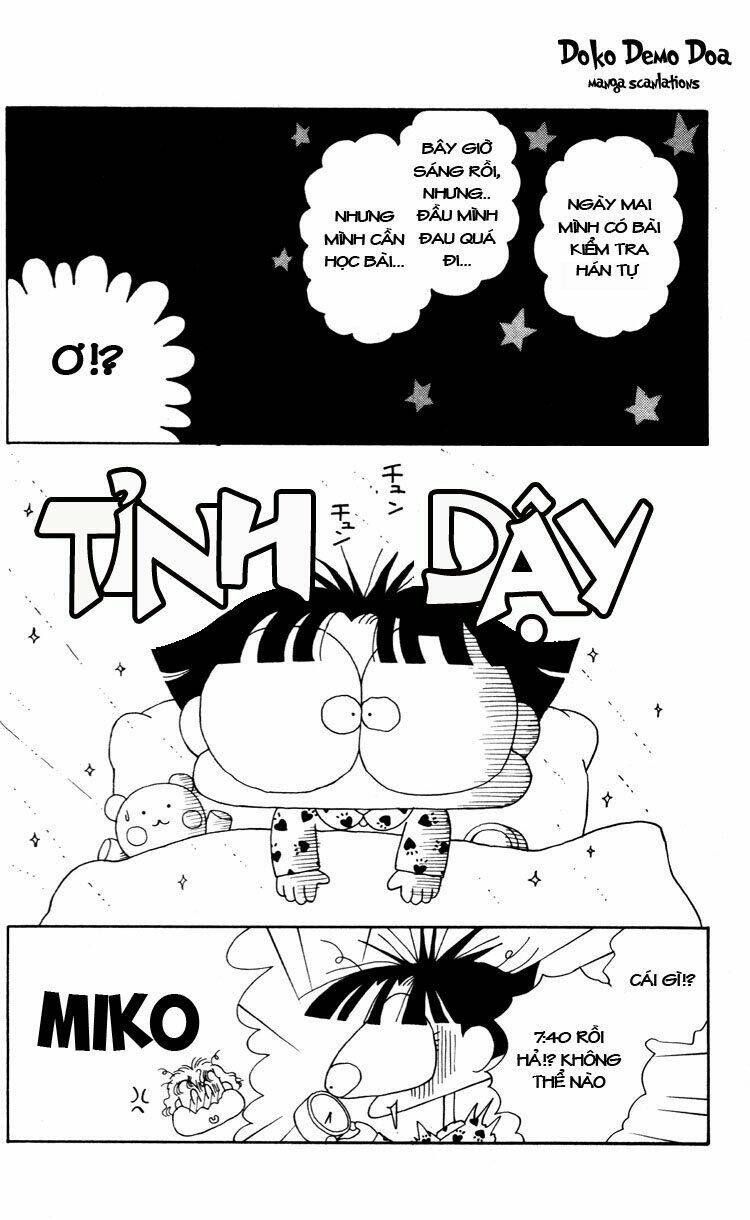 DOKO DEMO DOA
MANGA SCANLATIONS
NGÀY MAI
MÌNH CÓ BÀI
KIỂM TRA
HÁN TỰ
BÂY GIỜ
SÁNG RỒI,
NHƯNG..
ĐẦU MÌNH
ĐAU QUÁ
ĐI...
NHƯNG
MÌNH CẦN
HỌC BÀI...
Ơ!?
チュン
チュン
TỈNH DẬY
CÁI GÌ!?
7:40 RỒI
HẢ!? KHÔNG
THỂ NÀO
MIKO